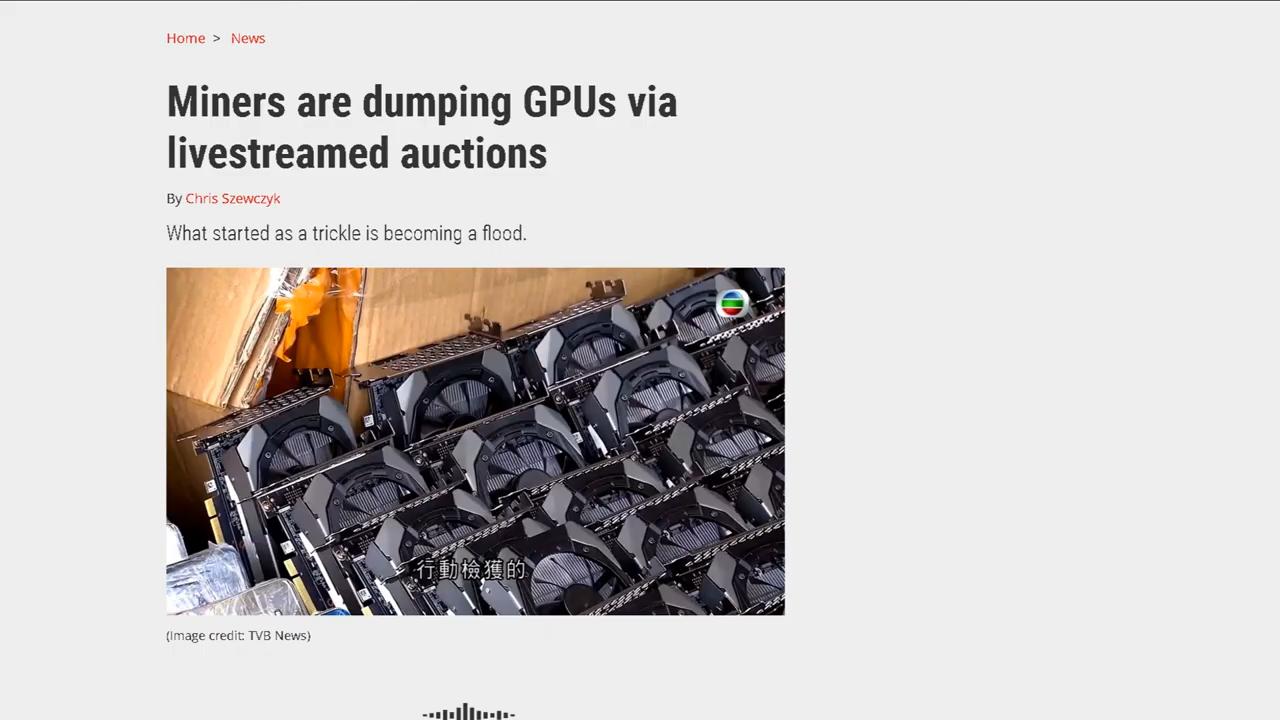 Home > News
Miners are dumping GPUs via
livestreamed auctions
By Chris Szewczyk
What started as a trickle is becoming a flood.
行動檢獲的
(Image credit: TVB News)